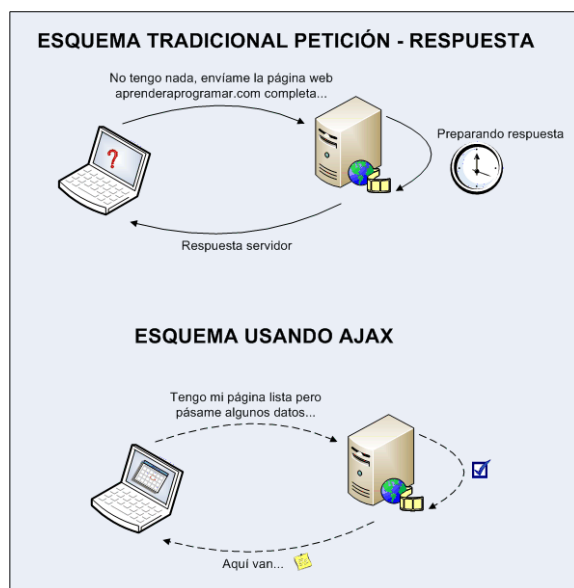 ESQUEMA TRADICIONAL PETICIÓN - RESPUESTA
No tengo nada, envíame la página web
aprenderaprogramar.com completa...
Preparando respuesta
?
Respuesta servidor
ESQUEMA USANDO AJAX
Tengo mi página lista pero
pásame algunos datos...
Aquí van...